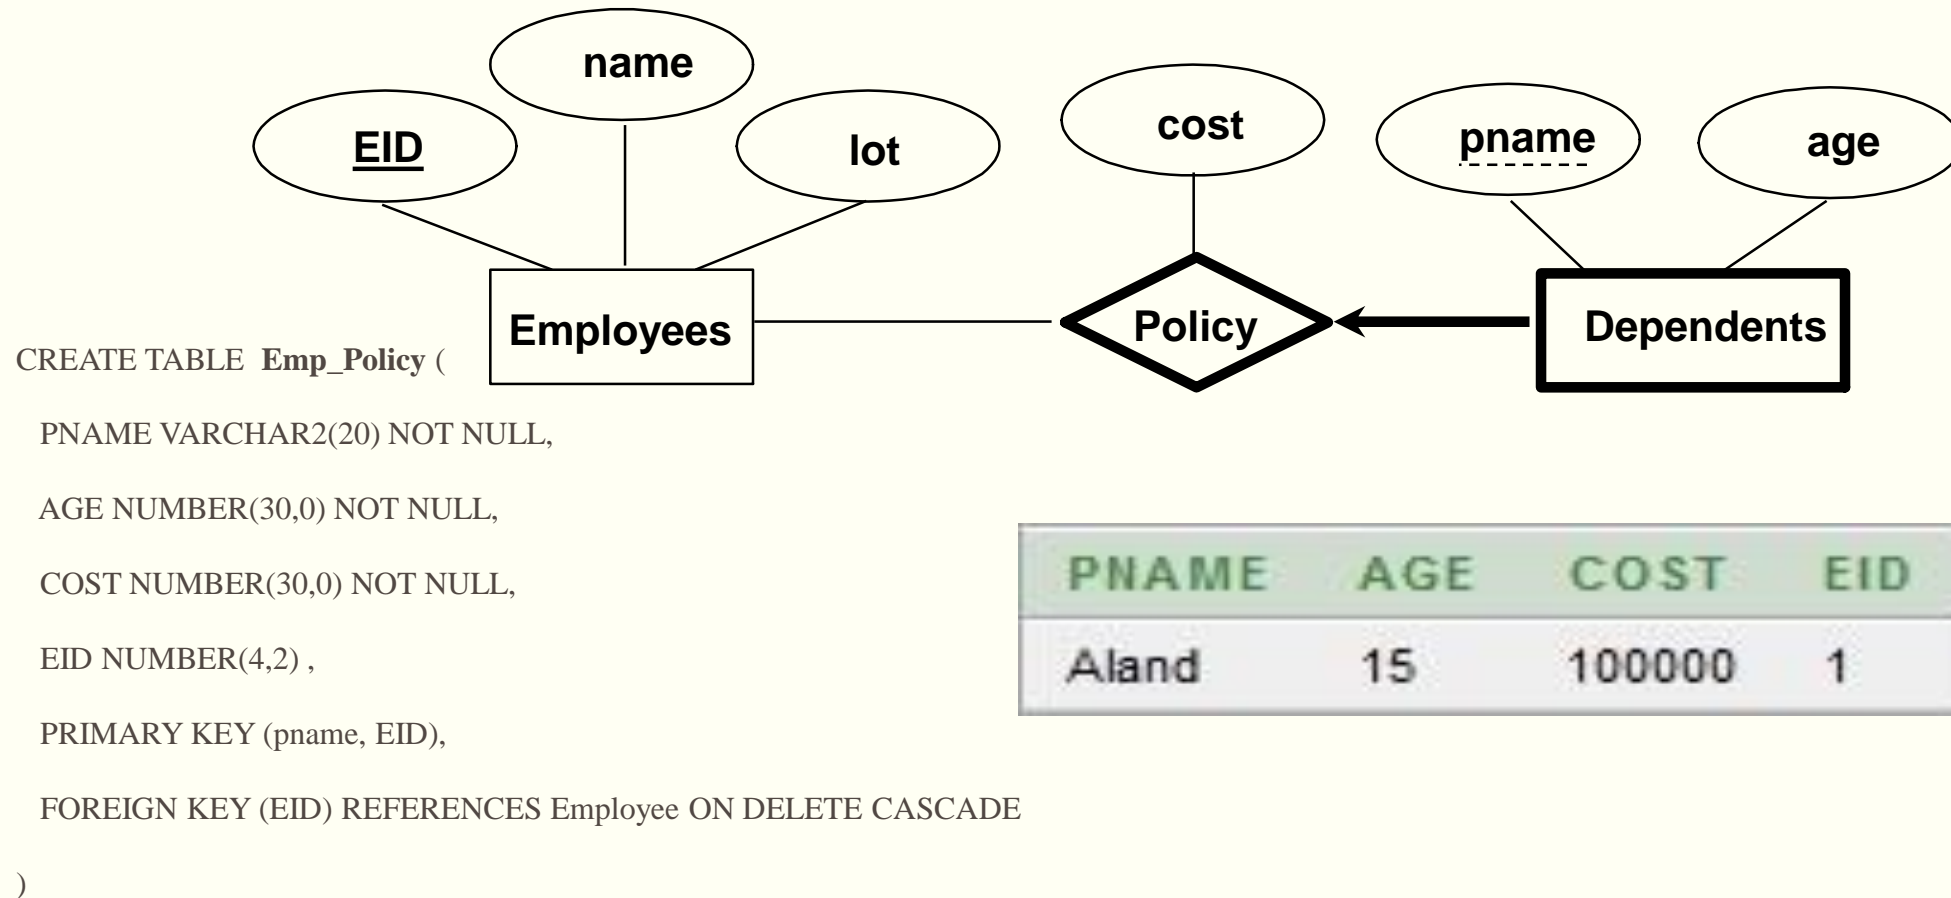 name
EID
lot
cost
pname
age
Employees
Policy
Dependents
CREATE TABLE Emp_Policy (
PNAME VARCHAR2(20) NOT NULL,
AGE NUMBER(30,0) NOT NULL,
COST NUMBER(30,0) NOT NULL,
EID NUMBER(4,2) ,
PRIMARY KEY (pname, EID),
FOREIGN KEY (EID) REFERENCES Employee ON DELETE CASCADE
)
PNAME AGE COST EID
Aland 15 100000 1